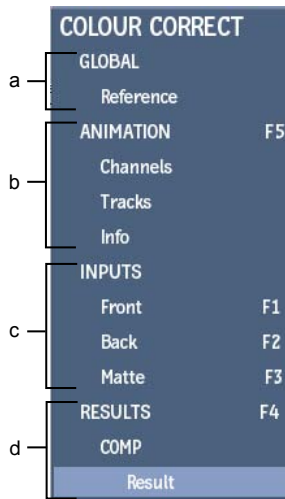 COLOUR CORRECT
a
GLOBAL
Reference
b
ANIMATION F5
Channels
Tracks
Info
c
INPUTS
Front F1
Back F2
Matte F3
d
RESULTS F4
COMP
Result